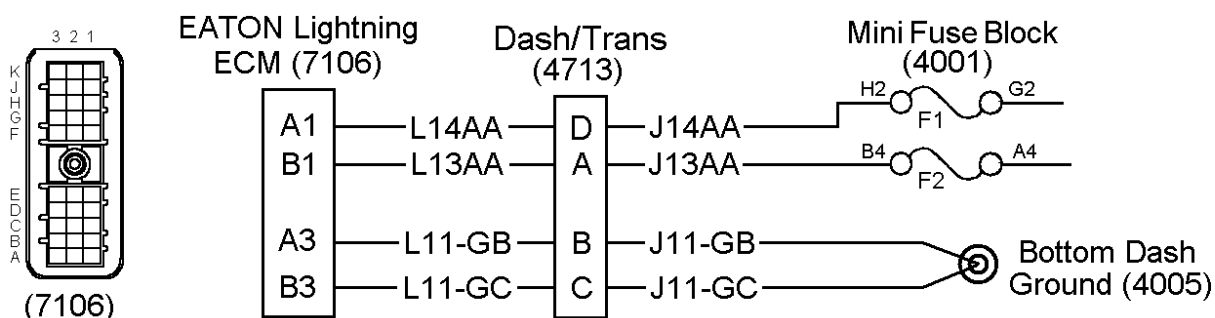 3 2 1
K
J
H
G
F
E
D
C
B
A
(7106)
EATON Lightning
ECM (7106)
Dash/Trans
(4713)
Mini Fuse Block
(4001)
A1 L14AA D J14AA H2 F1 G2
B1 L13AA A J13AA B4 F2 A4
A3 L11-GB B J11-GB
B3 L11-GC C J11-GC
Bottom Dash
Ground (4005)